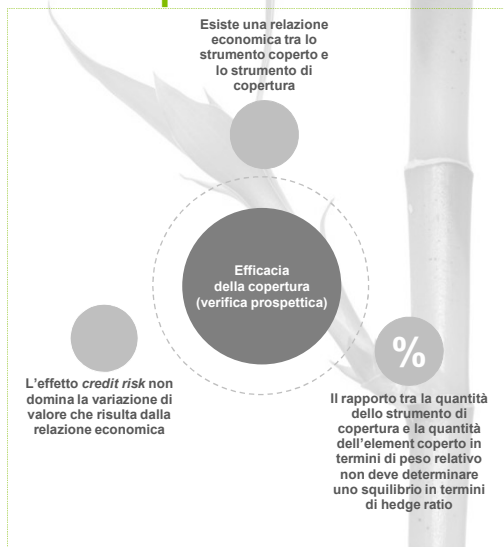 Esiste una relazione
economica tra lo
strumento coperto e
lo strumento di
copertura
Efficacia
della copertura
(verifica prospettica)
L'effetto credit risk non
domina la variazione di
valore che risulta dalla
relazione economica
%
Il rapporto tra la quantità
dello strumento di
copertura e la quantità
dell'element coperto in
termini di peso relativo
non deve determinare
uno squilibrio in termini
di hedge ratio